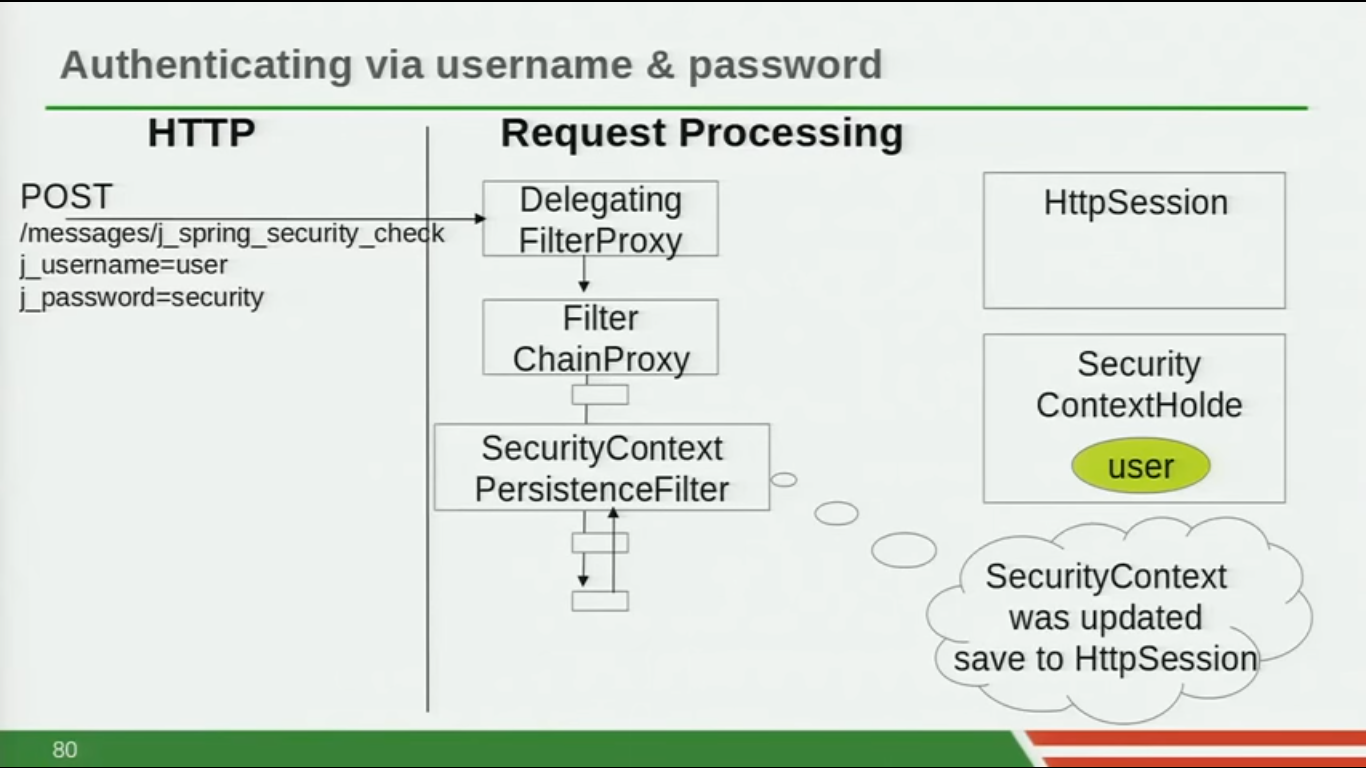 Authenticating via username & password
HTTP
Request Processing
POST
/messages/j_spring_security_check
j_username=user
j_password=security
Delegating
FilterProxy
Filter
ChainProxy
SecurityContext
PersistenceFilter
HttpSession
Security
ContextHolde
user
SecurityContext
was updated
save to HttpSession
80